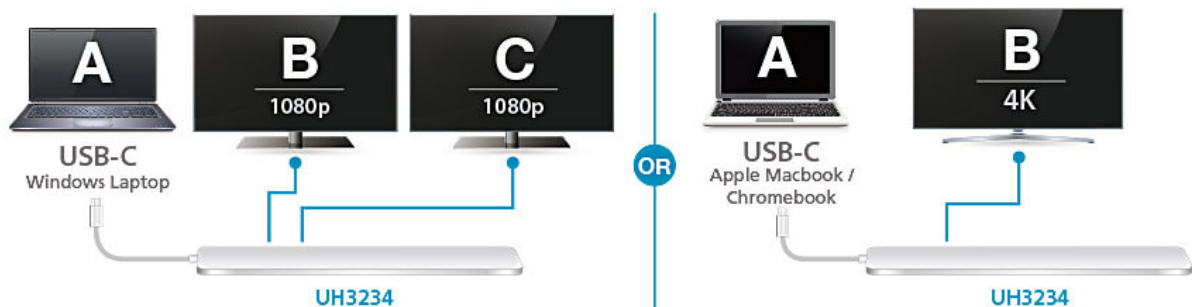 A
B
1080p
C
1080p
USB-C
Windows Laptop
UH3234
OR
A
B
4K
USB-C
Apple Macbook /
Chromebook
UH3234